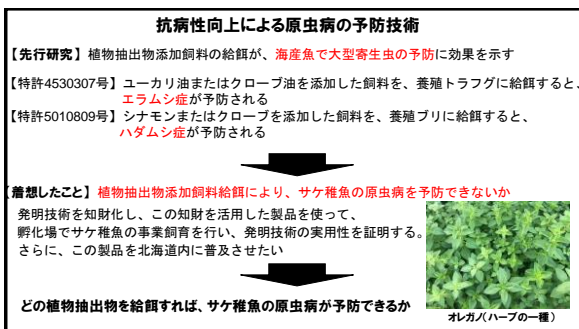 抗病性向上による原虫病の予防技術
【先行研究】植物抽出物添加飼料の給餌が、海産魚で大型寄生虫の予防に効果を示す
【特許4530307号】ユーカリ油またはクローブ油を添加した飼料を、養殖トラフグに給餌すると、
エラムシ症が予防される
【特許5010809号】シナモンまたはクローブを添加した飼料を、養殖ブリに給餌すると、
ハダムシ症が予防される
【着想したこと】植物抽出物添加飼料給餌により、サケ稚魚の原虫病を予防できないか
発明技術を知財化し、この知財を活用した製品を使って、
孵化場でサケ稚魚の事業飼育を行い、発明技術の実用性を証明する。
さらに、この製品を北海道内に普及させたい
どの植物抽出物を給餌すれば、サケ稚魚の原虫病が予防できるか
オレガノ(ハーブの一種)